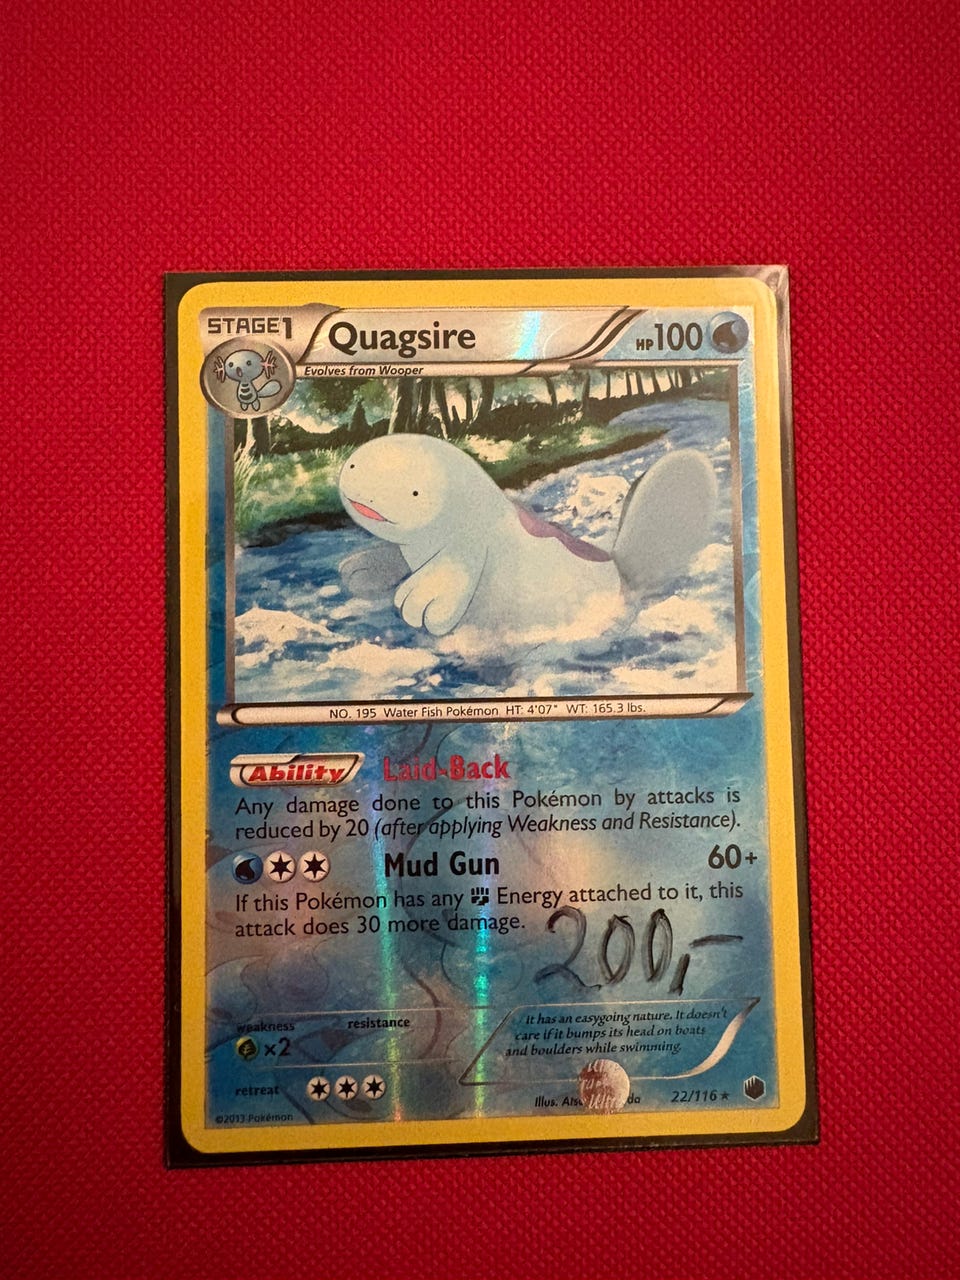 STAGE1 Quagsire HP100
Evolves from Wooper
NO. 195 Water Fish Pokémon HT: 4'07" WT: 165.3 lbs.
Ability Laid-Back
Any damage done to this Pokémon by attacks is
reduced by 20 (after applying Weakness and Resistance).
Mud Gun 60+
If this Pokémon has any Energy attached to it, this
attack does 30 more damage.
200,-
weakness resistance
×2
It has an easygoing nature. It doesn't
care if it bumps its head on boats
and boulders while swimming.
retreat
Illus. 22/116
©2013 Pokémon